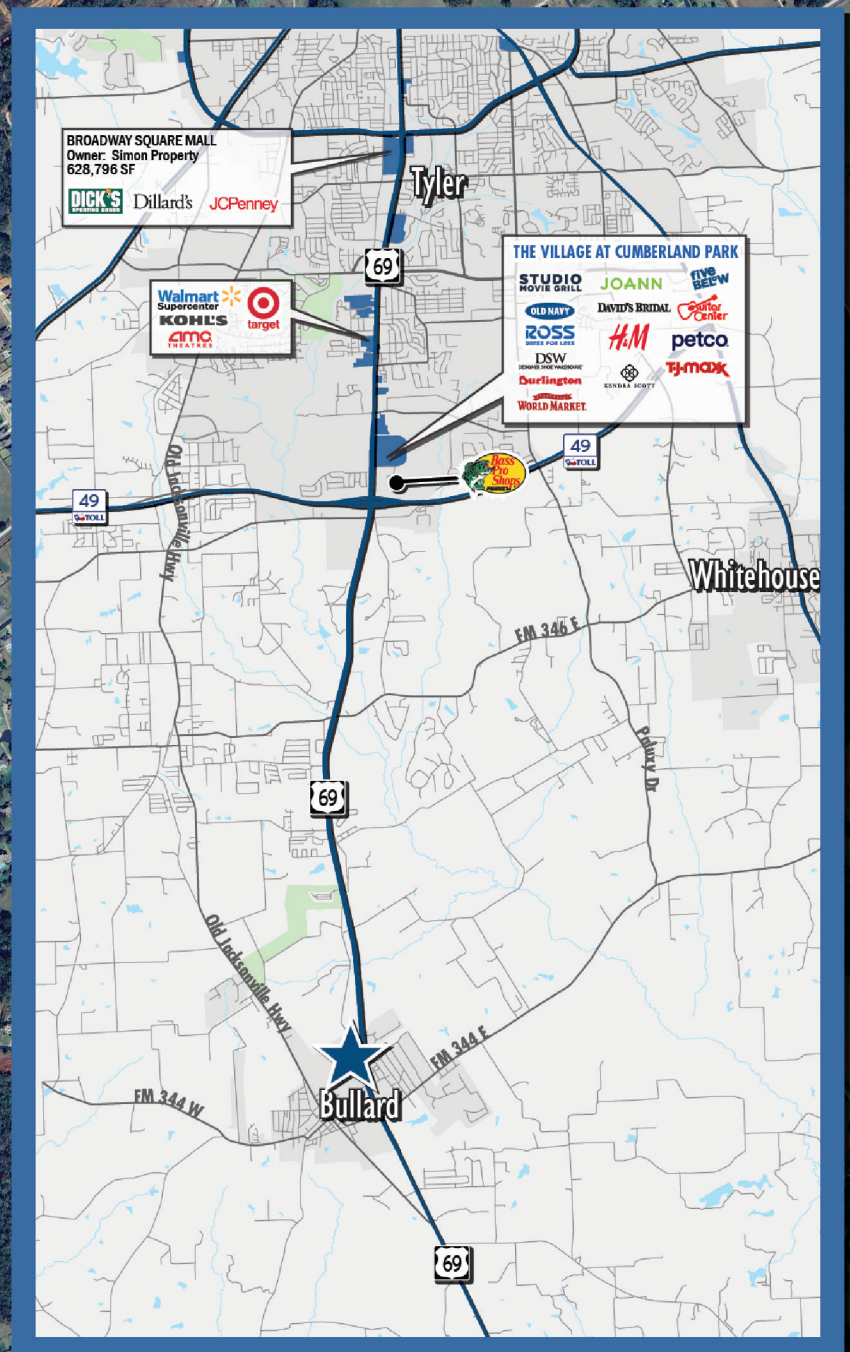 BROADWAY SQUARE MALL
Owner: Simon Property
628,796 SF
DICK'S
SPORTING GOODS
Dillard's
JCPenney
Tyler
69
THE VILLAGE AT CUMBERLAND PARK
STUDIO
MOVIE GRILL
JOANN
five
BELOW
OLD NAVY
DAVID'S BRIDAL
Guitar
Center
ROSS
DRESS FOR LESS
H&M
petco
DSW
DESIGNER SHOE WAREHOUSE
KENDRA SCOTT
T·J·maxx
Burlington
WORLD MARKET
Walmart
Supercenter
KOHL'S
amc
THEATRES
target
49
TOLL
Bass
Pro
Shops
49
TOLL
Old Jacksonville Hwy
Whitehouse
FM 346 E
Paluxy Dr
69
Old Jacksonville Hwy
FM 344 E
FM 344 W
Bullard
69